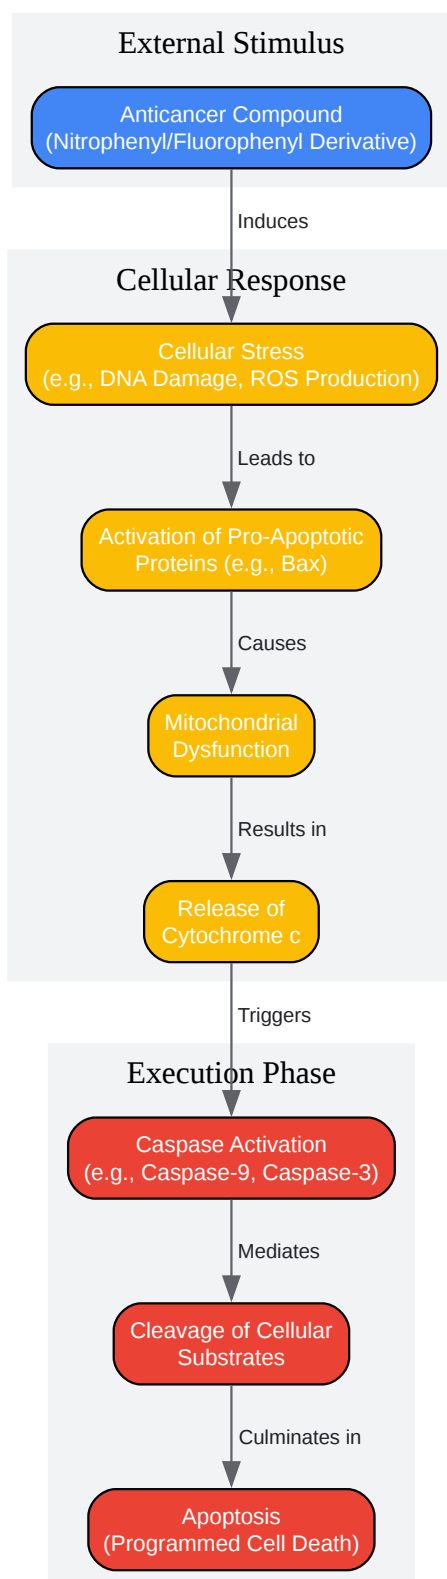 External Stimulus
Anticancer Compound
(Nitrophenyl/Fluorophenyl Derivative)
Induces
Cellular Response
Cellular Stress
(e.g., DNA Damage, ROS Production)
Leads to
Activation of Pro-Apoptotic
Proteins (e.g., Bax)
Causes
Mitochondrial
Dysfunction
Results in
Release of
Cytochrome c
Triggers
Execution Phase
Caspase Activation
(e.g., Caspase-9, Caspase-3)
Mediates
Cleavage of Cellular
Substrates
Culminates in
Apoptosis
(Programmed Cell Death)